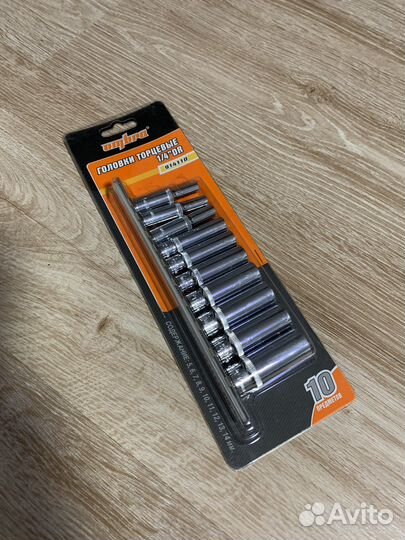 ombra
ГОЛОВКИ ТОРЦЕВЫЕ
1/4"DR
914110
СОДЕРЖАНИЕ: 5, 6, 7, 8, 9, 10, 11, 12, 13, 14 мм.
10
ПРЕДМЕТОВ
Avito